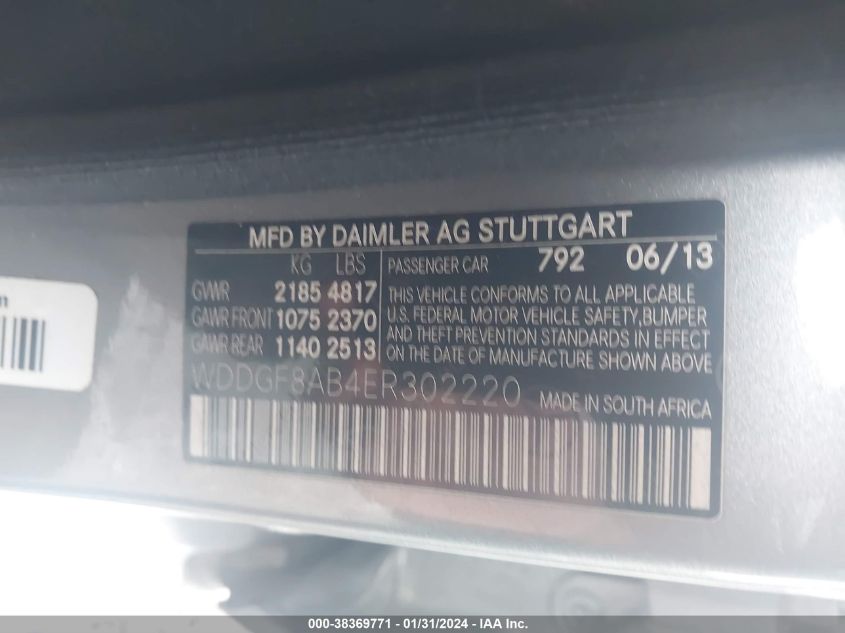 MFD BY DAIMLER AG STUTTGART
KG LBS
GVWR 2185 4817
GAWR FRONT 1075 2370
GAWR REAR 1140 2513
PASSENGER CAR 792 06/13
THIS VEHICLE CONFORMS TO ALL APPLICABLE
U.S. FEDERAL MOTOR VEHICLE SAFETY, BUMPER
AND THEFT PREVENTION STANDARDS IN EFFECT
ON THE DATE OF MANUFACTURE SHOWN ABOVE
WDDGF8AB4ER302220 MADE IN SOUTH AFRICA
000-38369771 - 01/31/2024 - IAA Inc.